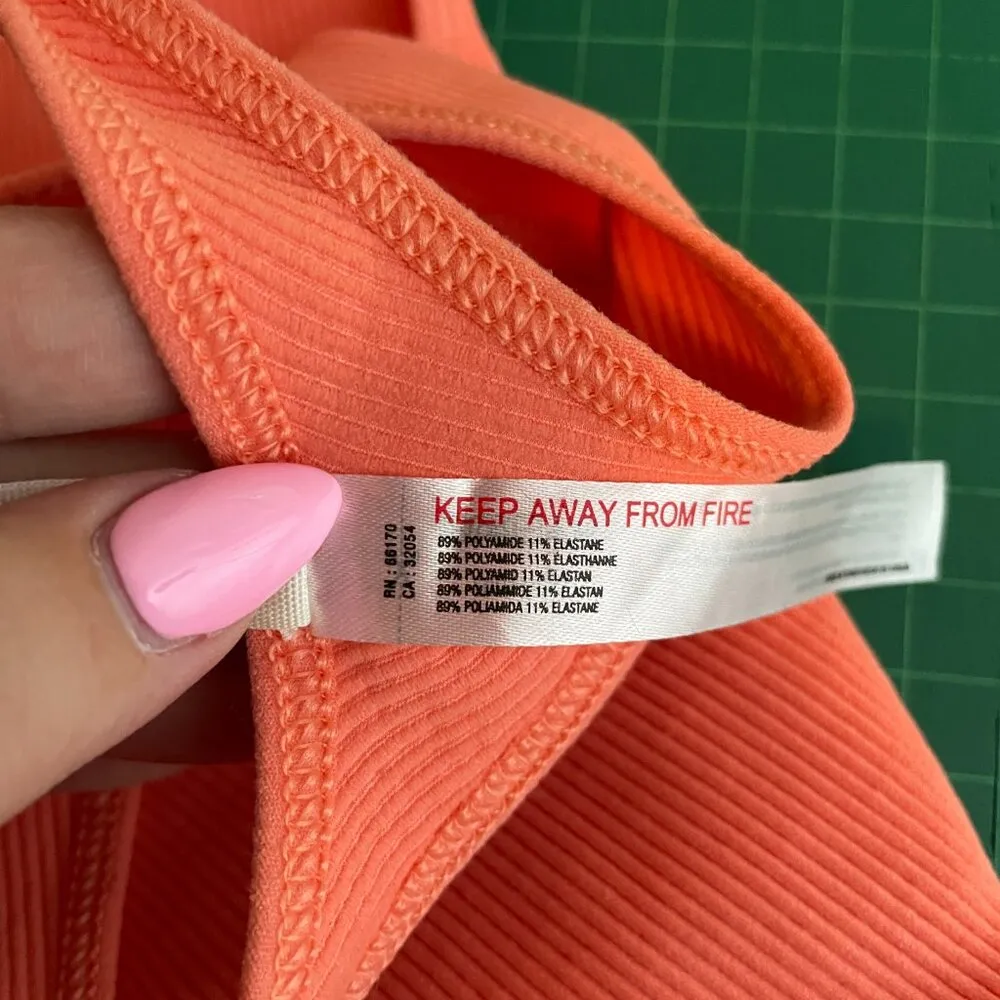 KEEP AWAY FROM FIRE
RN : 66170
CA : 32054
89% POLYAMIDE 11% ELASTANE
89% POLYAMIDE 11% ÉLASTHANNE
89% POLYAMID 11% ELASTAN
89% POLIAMMIDE 11% ELASTAN
89% POLIAMIDA 11% ELASTANE